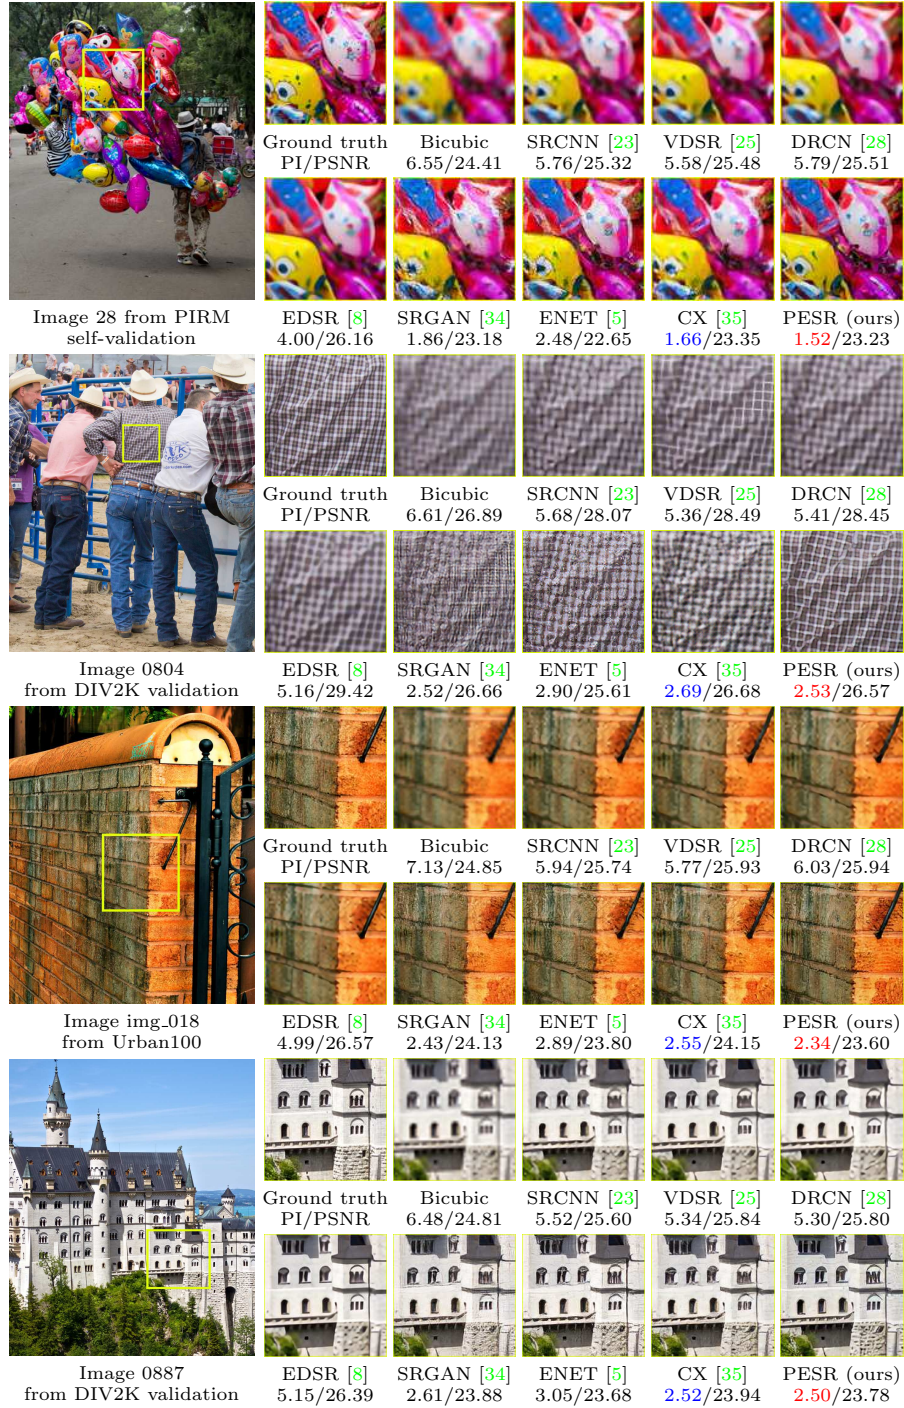 Ground truth
PI/PSNR
Bicubic
6.55/24.41
SRCNN [23]
5.76/25.32
VDSR [25]
5.58/25.48
DRCN [28]
5.79/25.51
Image 28 from PIRM
self-validation
EDSR [8]
4.00/26.16
SRGAN [34]
1.86/23.18
ENET [5]
2.48/22.65
CX [35]
1.66/23.35
PESR (ours)
1.52/23.23
Ground truth
PI/PSNR
Bicubic
6.61/26.89
SRCNN [23]
5.68/28.07
VDSR [25]
5.36/28.49
DRCN [28]
5.41/28.45
Image 0804
from DIV2K validation
EDSR [8]
5.16/29.42
SRGAN [34]
2.52/26.66
ENET [5]
2.90/25.61
CX [35]
2.69/26.68
PESR (ours)
2.53/26.57
Ground truth
PI/PSNR
Bicubic
7.13/24.85
SRCNN [23]
5.94/25.74
VDSR [25]
5.77/25.93
DRCN [28]
6.03/25.94
Image img_018
from Urban100
EDSR [8]
4.99/26.57
SRGAN [34]
2.43/24.13
ENET [5]
2.89/23.80
CX [35]
2.55/24.15
PESR (ours)
2.34/23.60
Ground truth
PI/PSNR
Bicubic
6.48/24.81
SRCNN [23]
5.52/25.60
VDSR [25]
5.34/25.84
DRCN [28]
5.30/25.80
Image 0887
from DIV2K validation
EDSR [8]
5.15/26.39
SRGAN [34]
2.61/23.88
ENET [5]
3.05/23.68
CX [35]
2.52/23.94
PESR (ours)
2.50/23.78